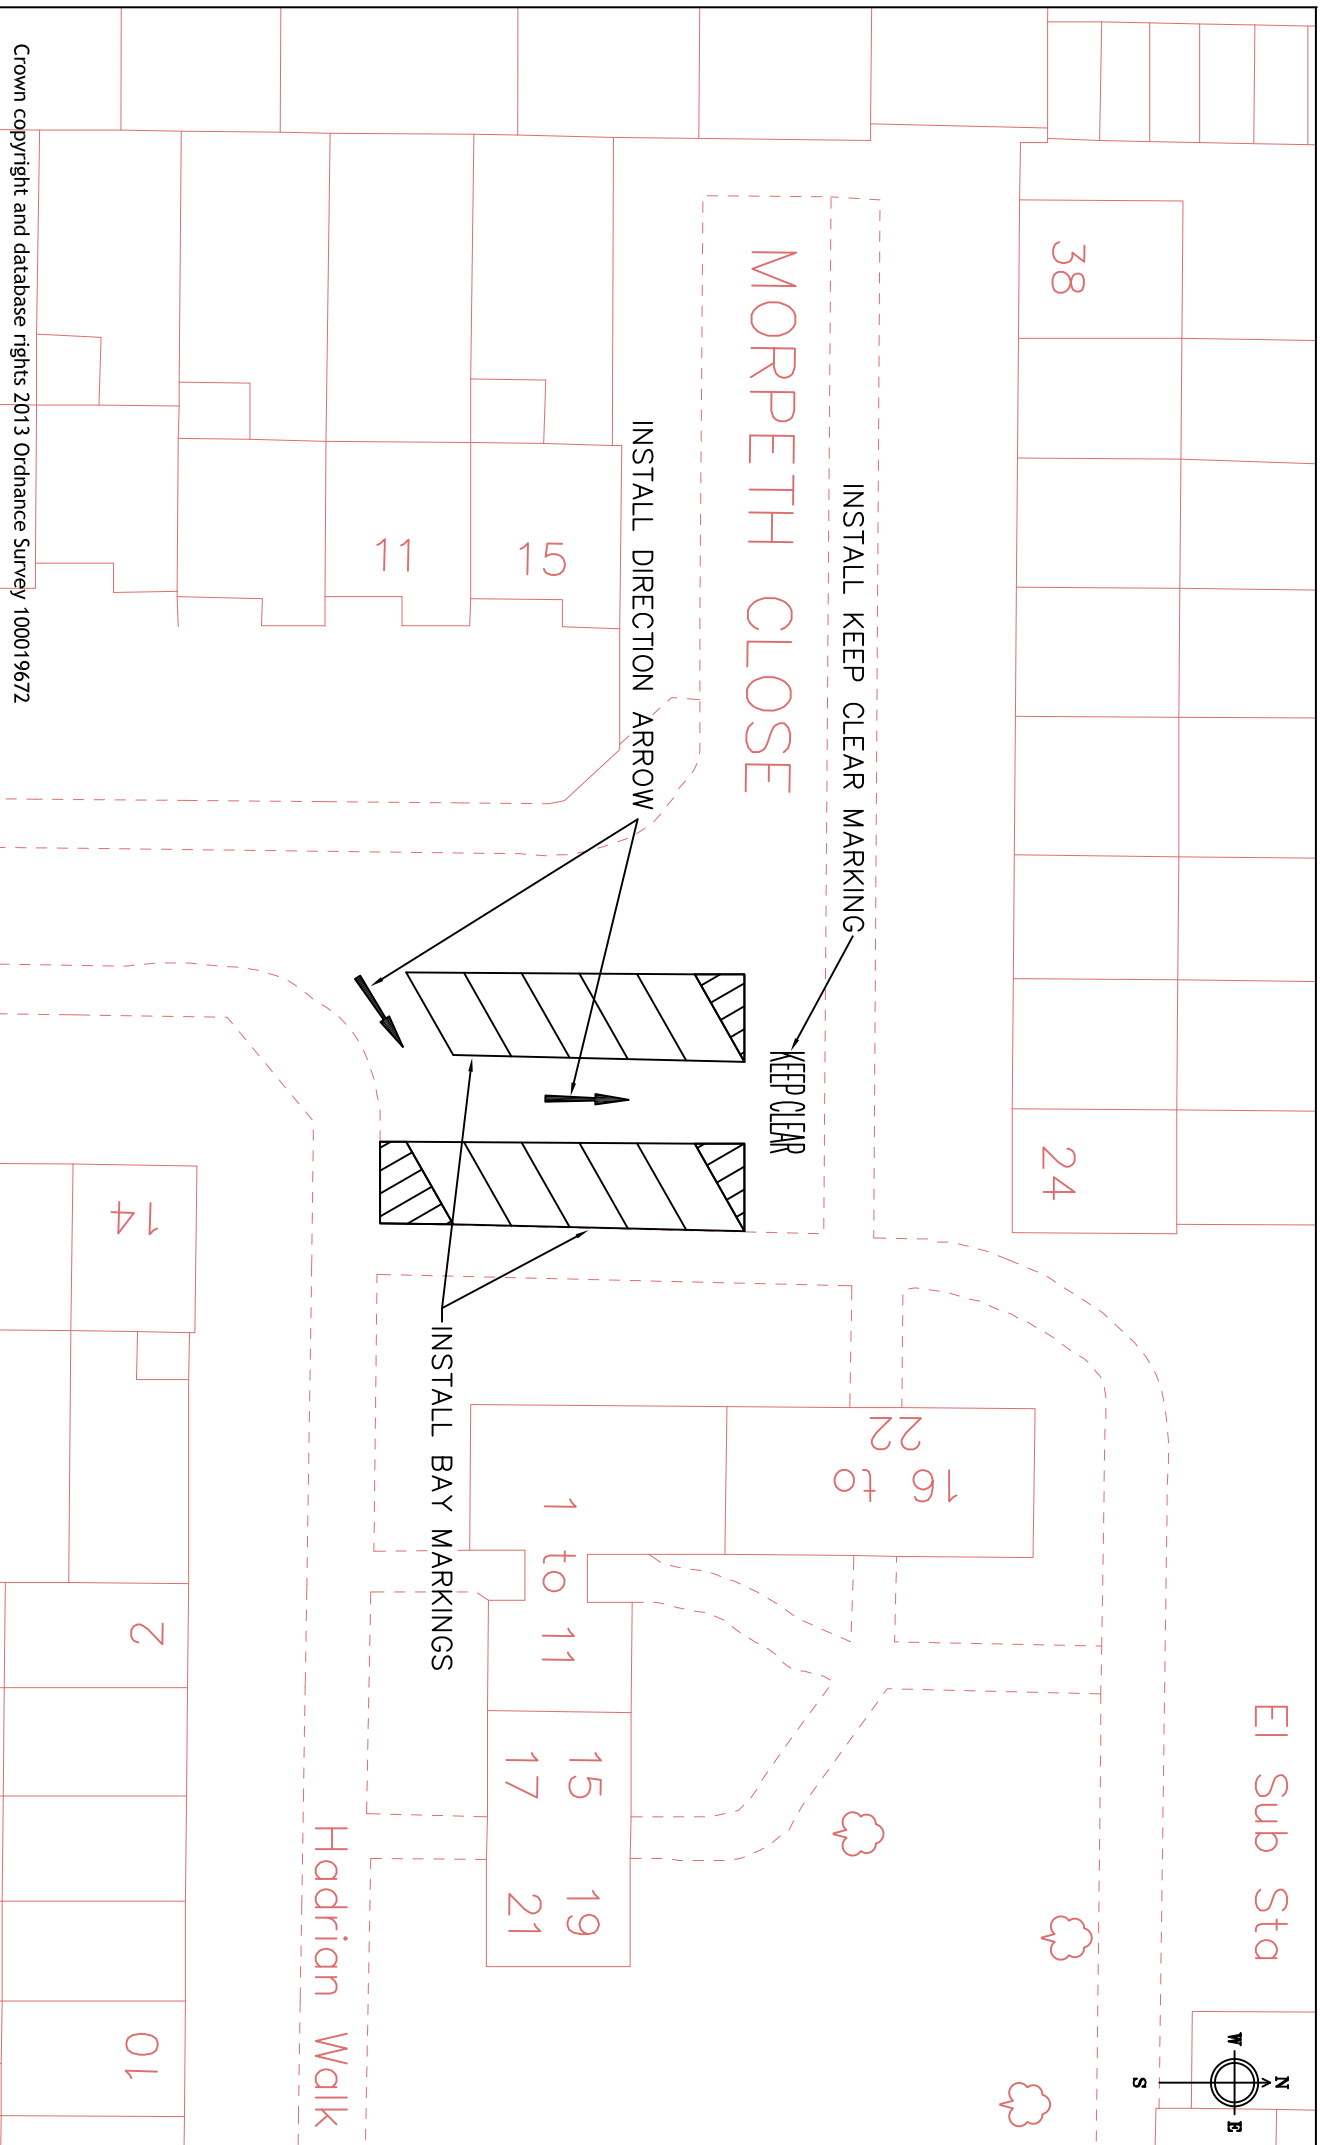 El Sub Sta
N
W
E
S
38
24
INSTALL KEEP CLEAR MARKING
MORPETH CLOSE
KEEP CLEAR
INSTALL DIRECTION ARROW
16 to
22
15
11
1 to 11
15
19
17
21
INSTALL BAY MARKINGS
Hadrian Walk
14
2
10
Crown copyright and database rights 2013 Ordnance Survey 100019672